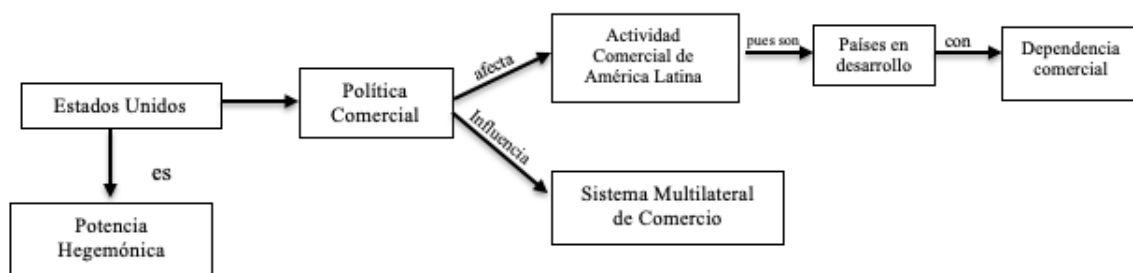 Estados Unidos
es
Potencia
Hegemónica
Política
Comercial
afecta
Influencia
Actividad
Comercial de
América Latina
pues son
Países en
desarrollo
con
Dependencia
comercial
Sistema Multilateral
de Comercio